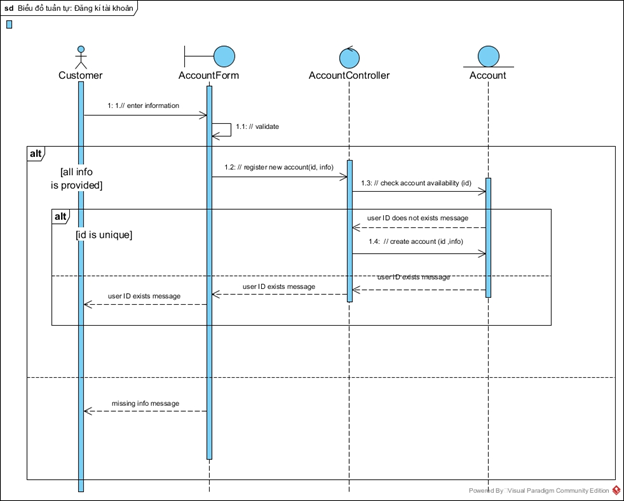 sd Biểu đồ tuần tự: Đăng kí tài khoản
Customer
AccountForm
AccountController
Account
1: 1.// enter information
1.1: // validate
alt
[all info
is provided]
1.2: // register new account(id, info)
1.3: // check account availability (id)
alt
[id is unique]
user ID does not exists message
1.4: // create account (id ,info)
user ID exists message
user ID exists message
user ID exists message
missing info message
Powered By Visual Paradigm Community Edition